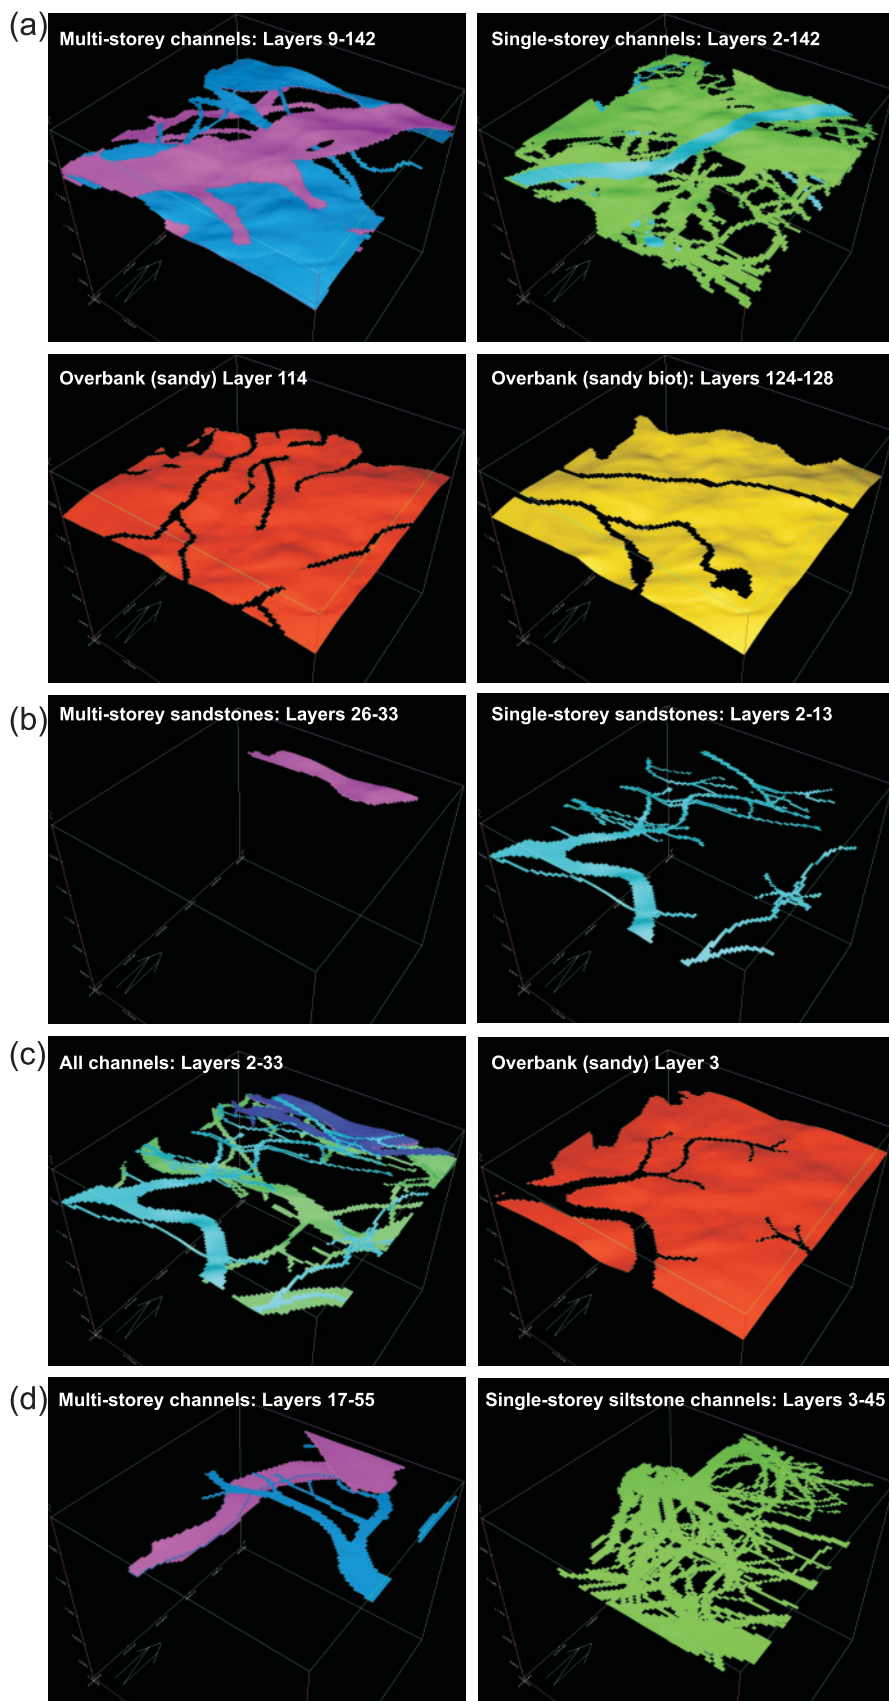 (a)
Multi-storey channels: Layers 9-142
Single-storey channels: Layers 2-142
Overbank (sandy) Layer 114
Overbank (sandy biot): Layers 124-128
(b)
Multi-storey sandstones: Layers 26-33
Single-storey sandstones: Layers 2-13
(c)
All channels: Layers 2-33
Overbank (sandy) Layer 3
(d)
Multi-storey channels: Layers 17-55
Single-storey siltstone channels: Layers 3-45